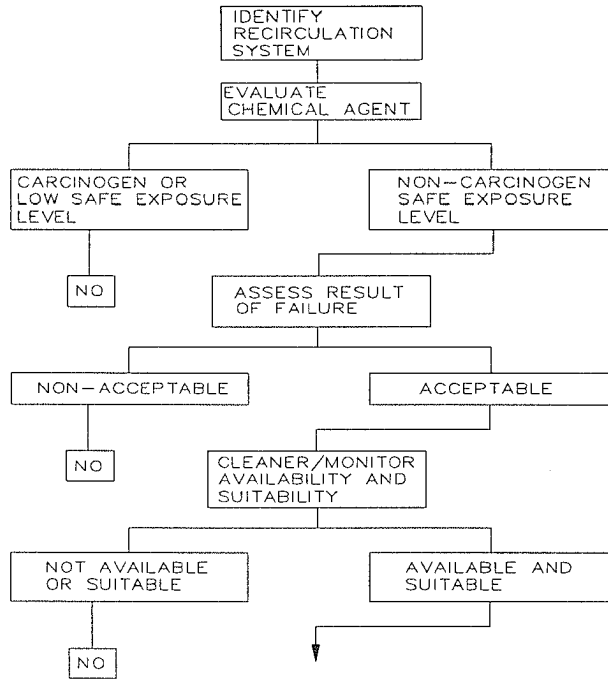 IDENTIFY
RECIRCULATION
SYSTEM
EVALUATE
CHEMICAL AGENT
CARCINOGEN OR
LOW SAFE EXPOSURE
LEVEL
NON-CARCINOGEN
SAFE EXPOSURE
LEVEL
NO
ASSESS RESULT
OF FAILURE
NON-ACCEPTABLE
ACCEPTABLE
NO
CLEANER/MONITOR
AVAILABILITY AND
SUITABILITY
NOT AVAILABLE
OR SUITABLE
AVAILABLE AND
SUITABLE
NO